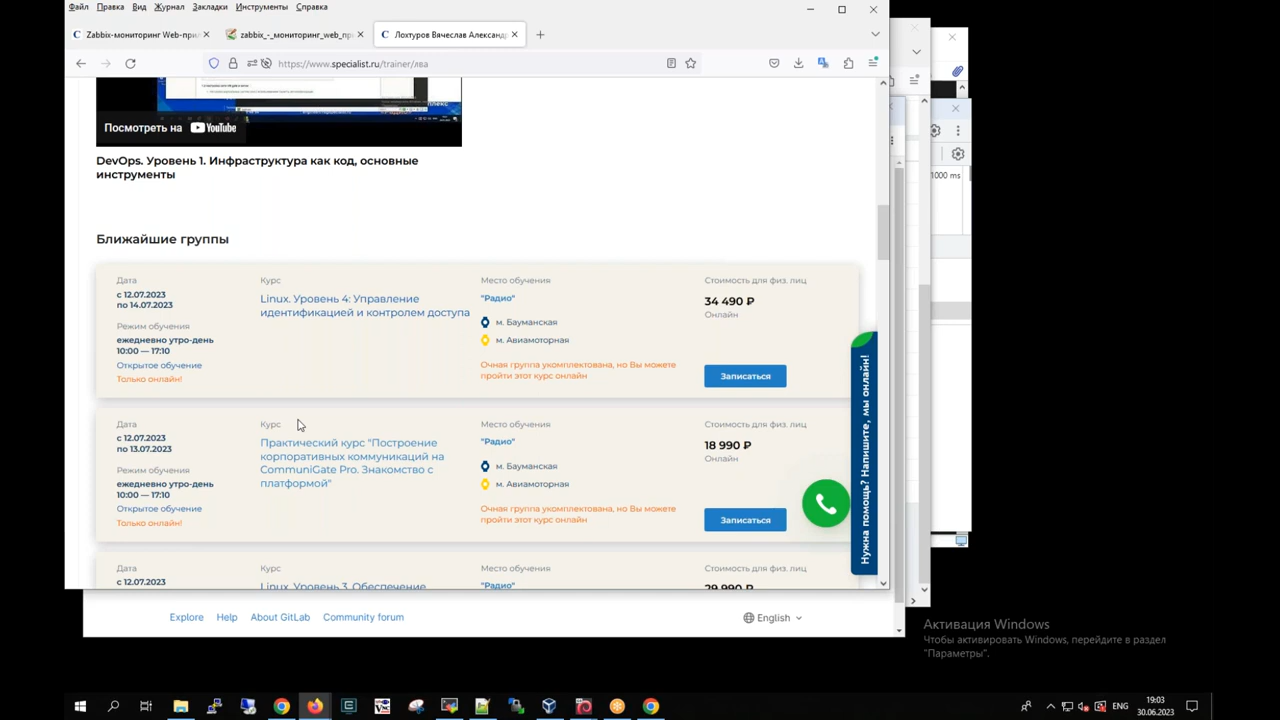 Файл Правка Вид Журнал Закладки Инструменты Справка
Zabbix-мониторинг Web-при
zabbix_-_мониторинг_web_пр
Лохтуров Вячеслав Александр
https://www.specialist.ru/trainer/лва
Посмотреть на YouTube
DevOps. Уровень 1. Инфраструктура как код, основные
инструменты
Ближайшие группы
Дата
с 12.07.2023
по 14.07.2023
Режим обучения
ежедневно утро-день
10:00 — 17:10
Открытое обучение
Только онлайн!
Курс
Linux. Уровень 4: Управление
идентификацией и контролем доступа
Место обучения
"Радио"
м. Бауманская
м. Авиамоторная
Очная группа укомплектована, но Вы можете
пройти этот курс онлайн
Стоимость для физ. лиц
34 490 ₽
Онлайн
Записаться
Дата
с 12.07.2023
по 13.07.2023
Режим обучения
ежедневно утро-день
10:00 — 17:10
Открытое обучение
Только онлайн!
Курс
Практический курс "Построение
корпоративных коммуникаций на
CommuniGate Pro. Знакомство с
платформой"
Место обучения
"Радио"
м. Бауманская
м. Авиамоторная
Очная группа укомплектована, но Вы можете
пройти этот курс онлайн
Стоимость для физ. лиц
18 990 ₽
Онлайн
Записаться
Дата
с 12.07.2023
Курс
Linux. Уровень 3. Обеспечение
Место обучения
"Радио"
Стоимость для физ. лиц
29 990 ₽
Нужна помощь? Напишите, мы онлайн!
1000 ms
Explore Help About GitLab Community forum
English
Активация Windows
Чтобы активировать Windows, перейдите в раздел
"Параметры".
ENG
19:03
30.06.2023